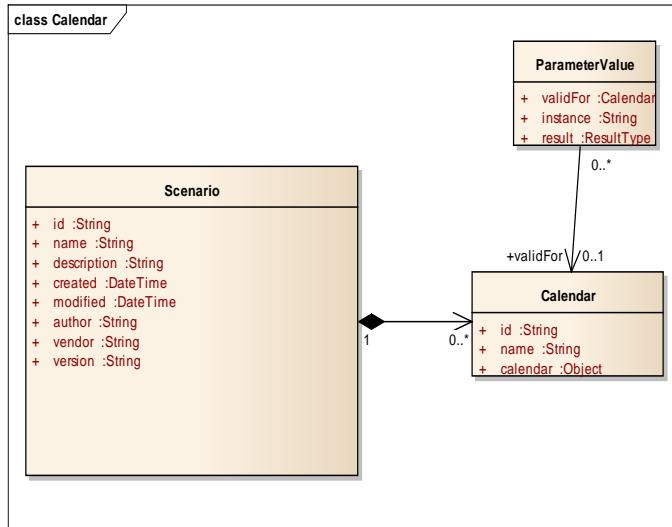 class Calendar
ParameterValue
+ validFor :Calendar
+ instance :String
+ result :ResultType
0..*
Scenario
+ id :String
+ name :String
+ description :String
+ created :DateTime
+ modified :DateTime
+ author :String
+ vendor :String
+ version :String
+validFor 0..1
1
0..*
Calendar
+ id :String
+ name :String
+ calendar :Object